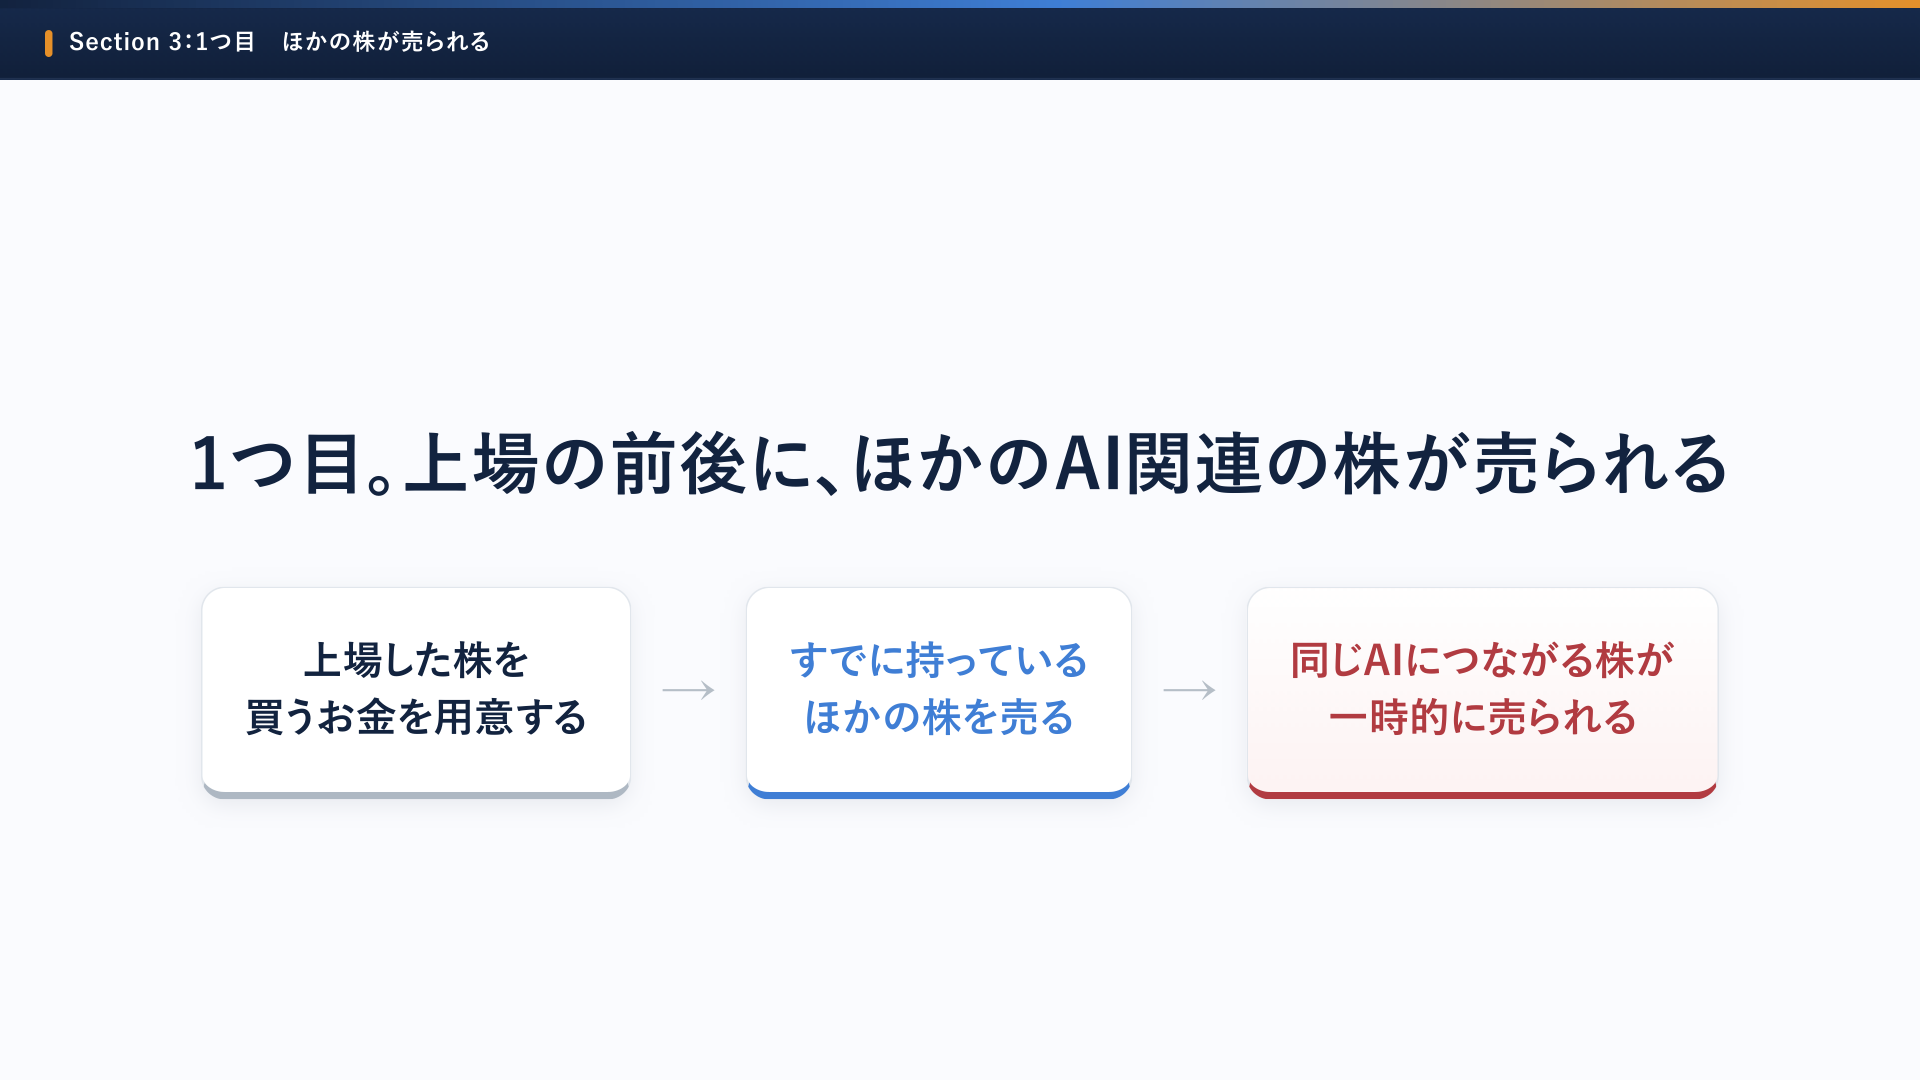 Section 3：1つ目　ほかの株が売られる
1つ目。上場の前後に、ほかのAI関連の株が売られる
上場した株を
買うお金を用意する
→
すでに持っている
ほかの株を売る
→
同じAIにつながる株が
一時的に売られる